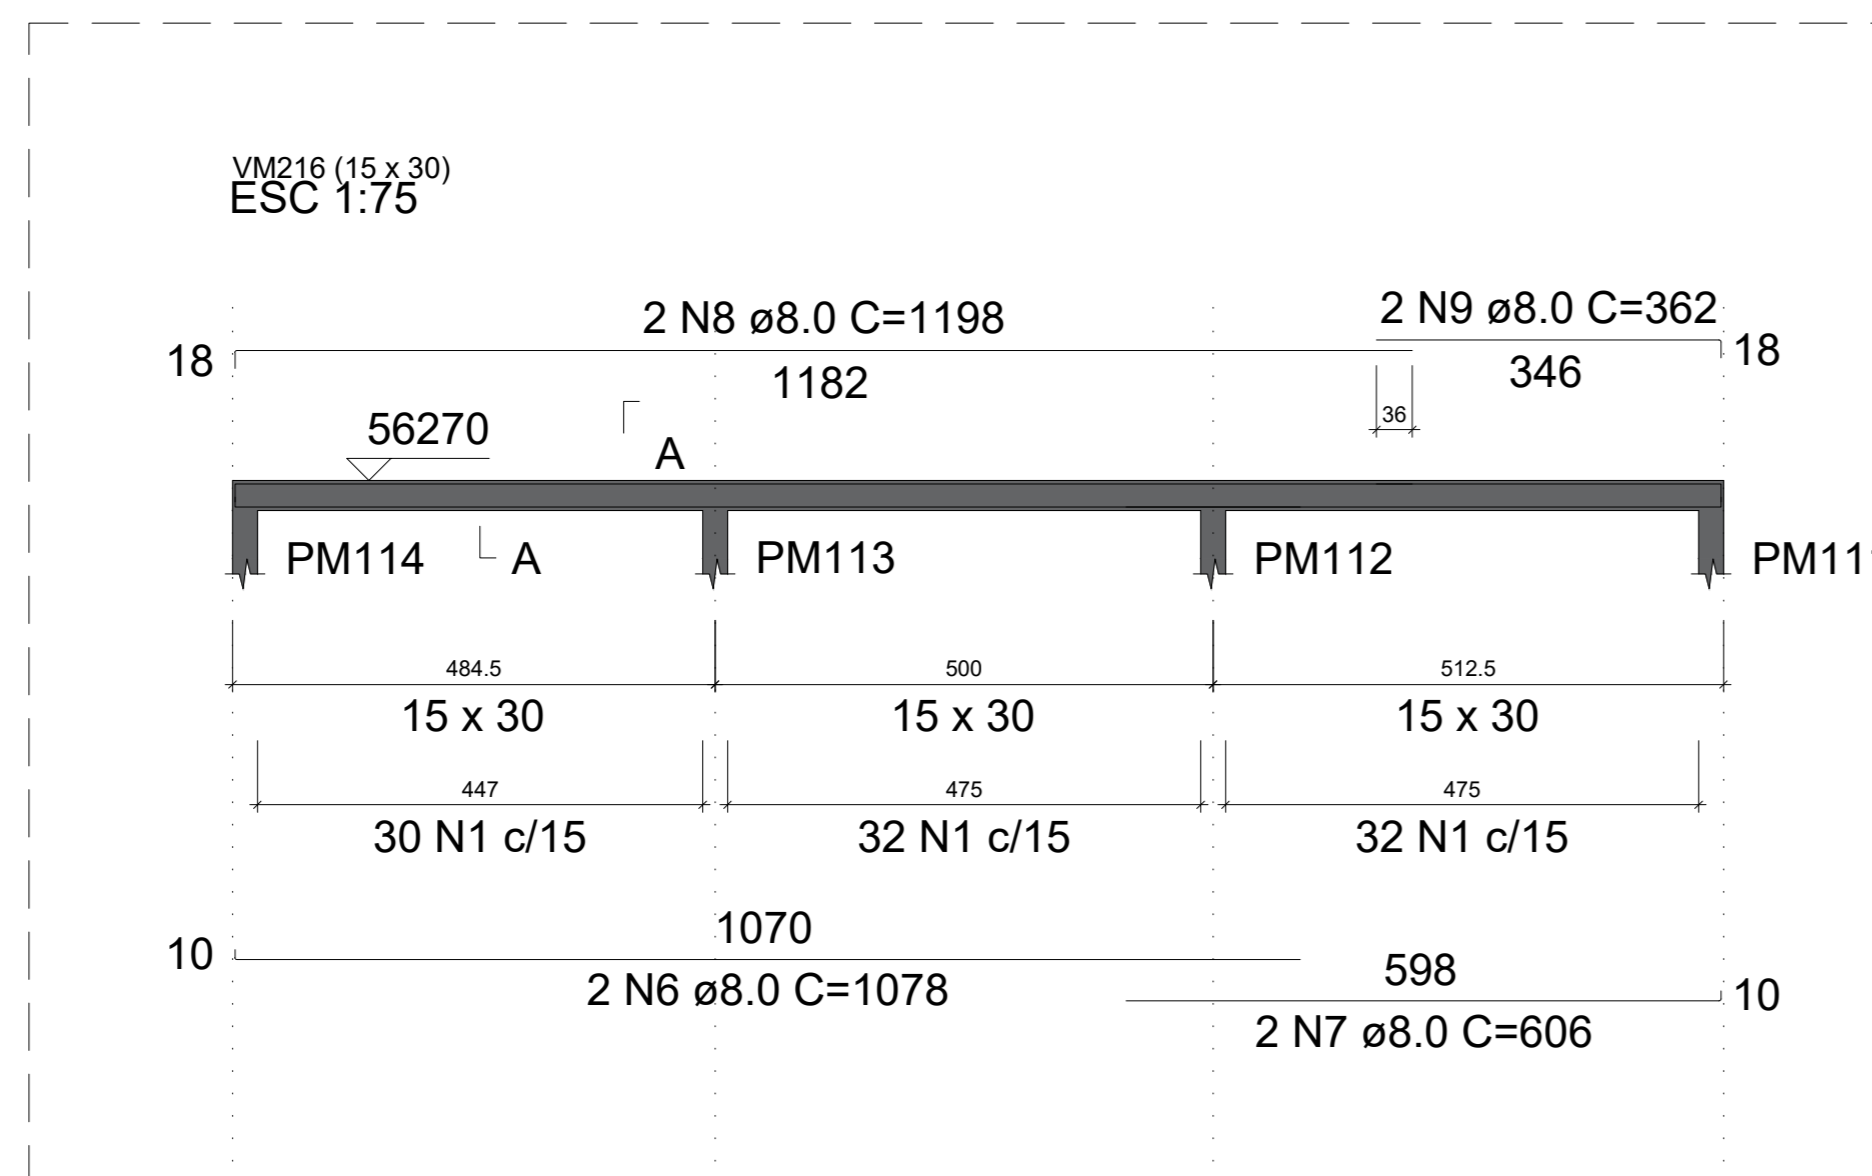 VM216 (15 x 30)
ESC 1:75
2 N8 ø8.0 C=1198
2 N9 ø8.0 C=362
18
1182
346
18
36
56270
A
PM114
A
PM113
PM112
PM111
484.5
500
512.5
15 x 30
15 x 30
15 x 30
447
475
475
30 N1 c/15
32 N1 c/15
32 N1 c/15
1070
10
2 N6 ø8.0 C=1078
598
10
2 N7 ø8.0 C=606